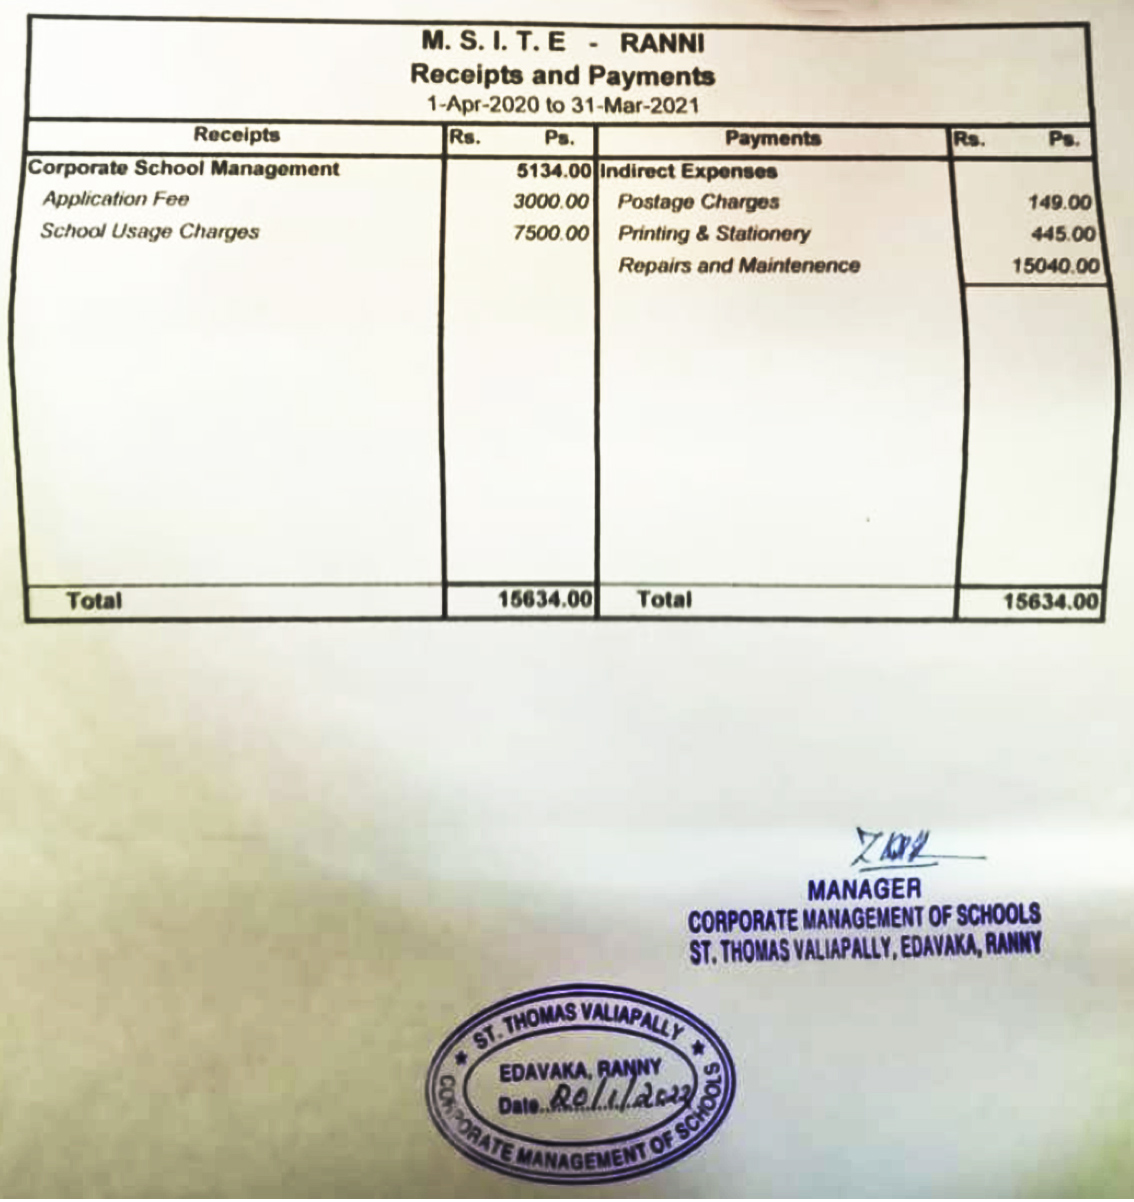 M. S. I. T. E - RANNI
Receipts and Payments
1-Apr-2020 to 31-Mar-2021
Receipts Rs. Ps. Payments Rs. Ps.
Corporate School Management 5134.00 Indirect Expenses
Application Fee 3000.00 Postage Charges 149.00
School Usage Charges 7500.00 Printing & Stationery 445.00
Repairs and Maintenence 15040.00
Total 15634.00 Total 15634.00
MANAGER
CORPORATE MANAGEMENT OF SCHOOLS
ST. THOMAS VALIAPALLY, EDAVAKA, RANNY
ST. THOMAS VALIAPALLY
EDAVAKA, RANNY
Date 20/1/2022
CORPORATE MANAGEMENT OF SCHOOLS